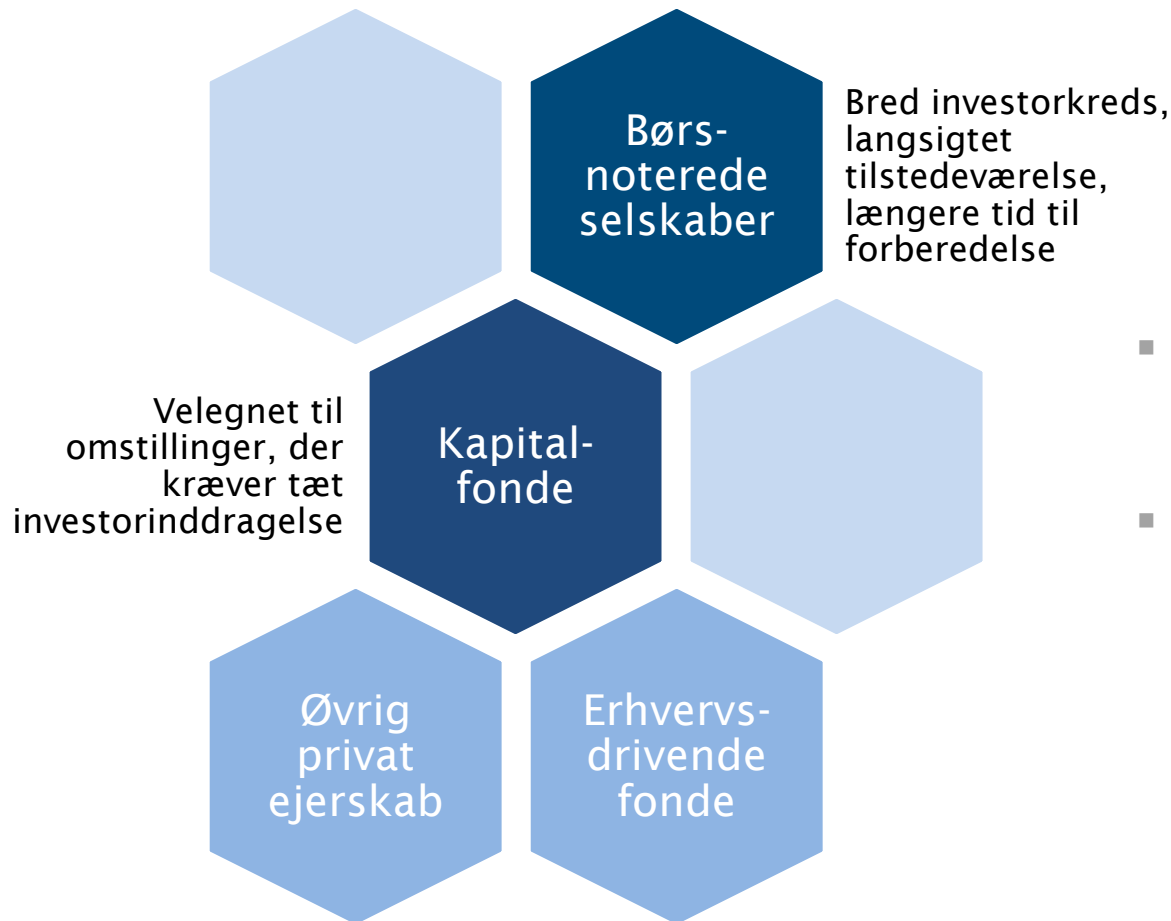 Børs-
noterede
selskaber
Bred investorkreds,
langsigtet
tilstedeværelse,
længere tid til
forberedelse
Velegnet til
omstillinger, der
kræver tæt
investorinddragelse
Kapital-
fonde
Øvrig
privat
ejerskab
Erhvervs-
drivende
fonde